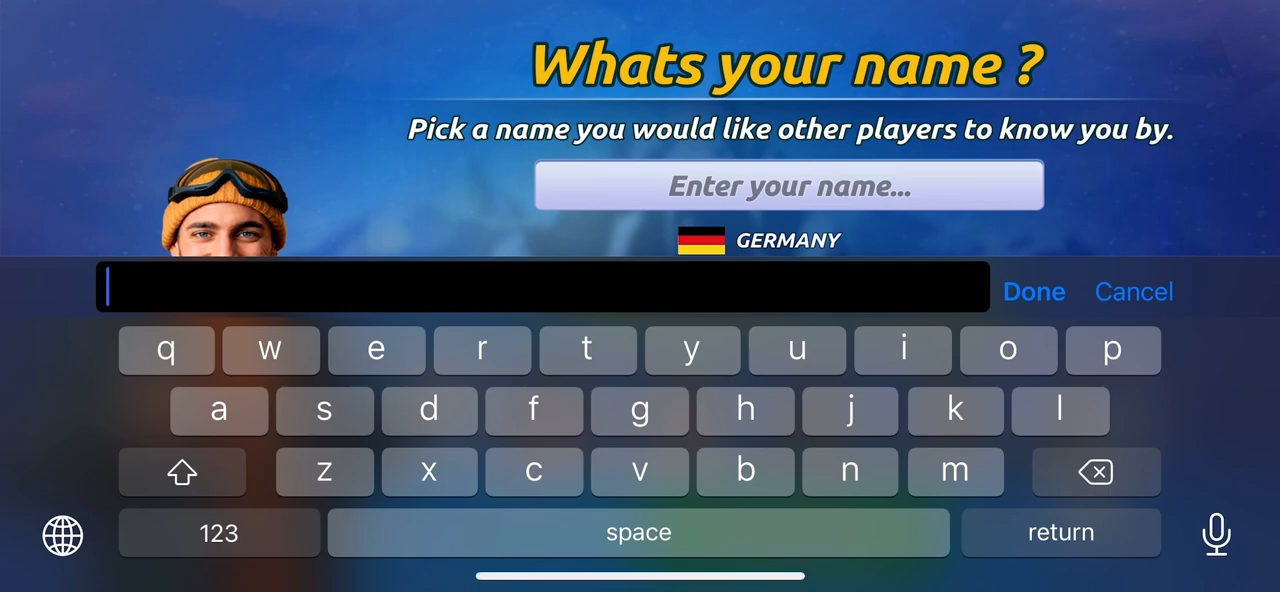 Whats your name ?
Pick a name you would like other players to know you by.
Enter your name...
GERMANY
Done Cancel
q w e r t y u i o p
a s d f g h j k l
z x c v b n m
123 space return